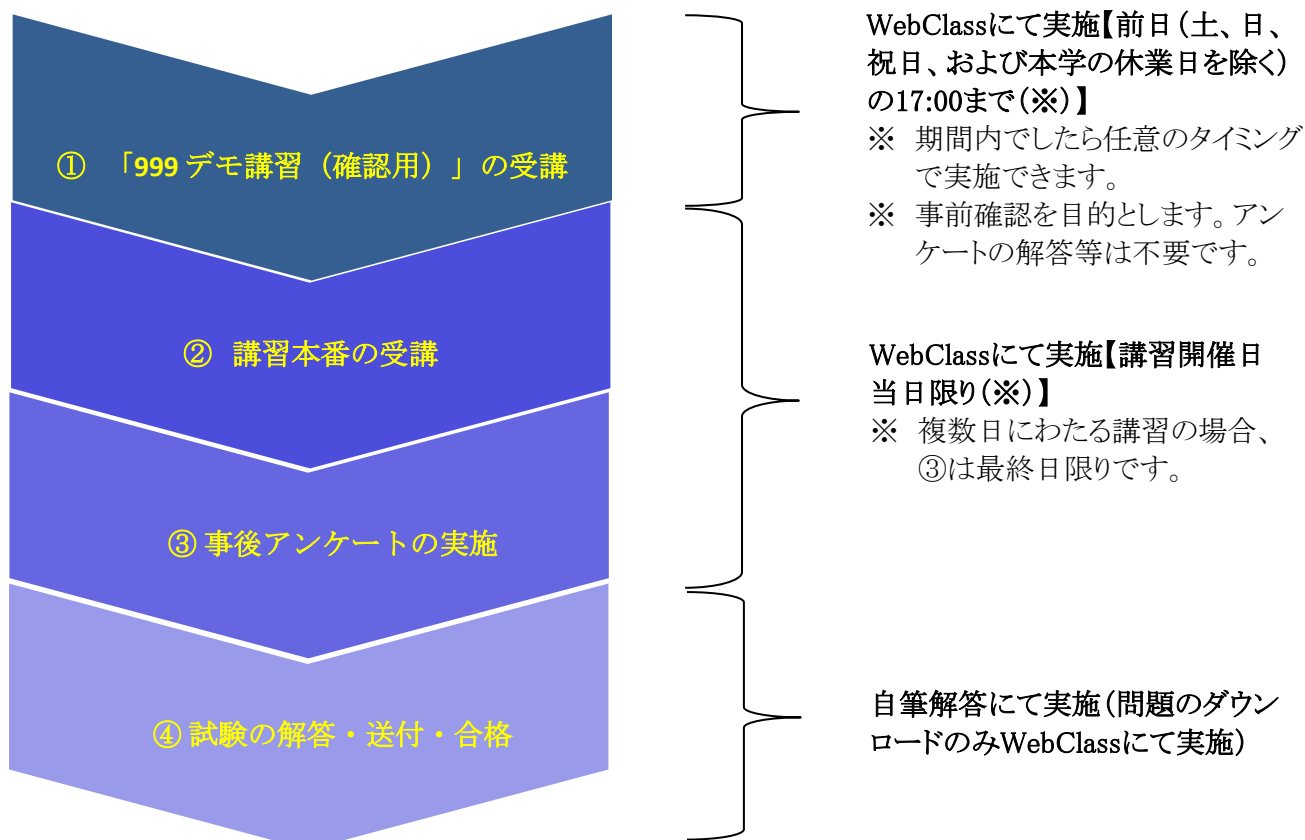 ① 「999 デモ講習（確認用）」の受講
WebClassにて実施【前日（土、日、
祝日、および本学の休業日を除く）
の17:00まで（※）】
※ 期間内でしたら任意のタイミング
で実施できます。
※ 事前確認を目的とします。アン
ケートの解答等は不要です。
② 講習本番の受講
③ 事後アンケートの実施
WebClassにて実施【講習開催日
当日限り（※）】
※ 複数日にわたる講習の場合、
③は最終日限りです。
④ 試験の解答・送付・合格
自筆解答にて実施（問題のダウン
ロードのみWebClassにて実施）